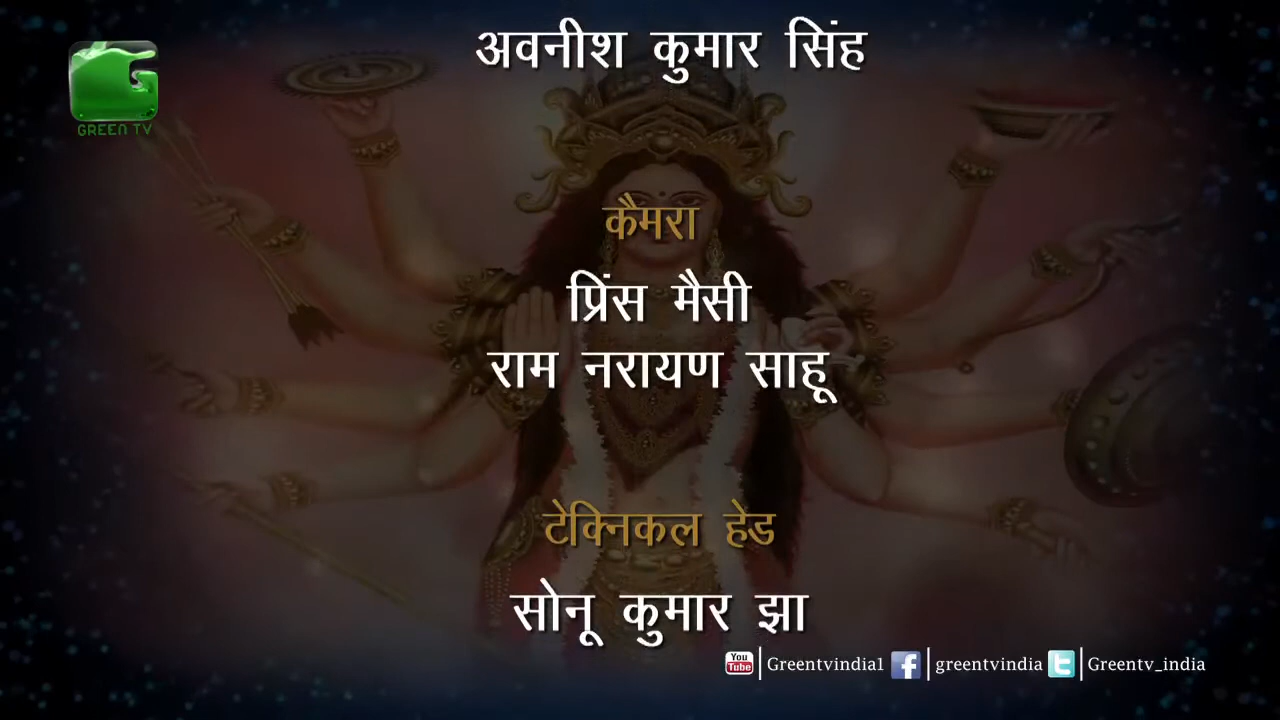 अवनीश कुमार सिंह
GREEN TV
कैमरा
प्रिंस मैसी
राम नरायण साहू
टेक्निकल हेड
सोनू कुमार झा
You Tube Greentvindia1 f greentvindia t Greentv_india